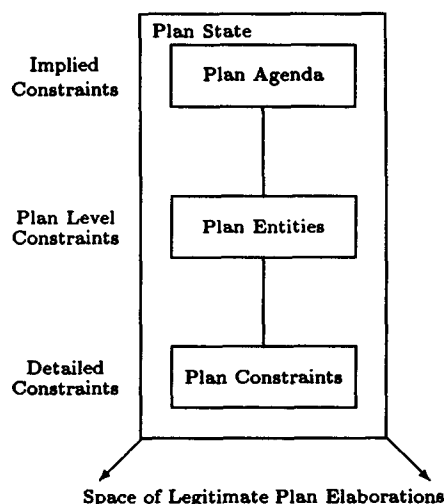 Plan State
Implied
Constraints
Plan Agenda
Plan Level
Constraints
Plan Entities
Detailed
Constraints
Plan Constraints
Space of Legitimate Plan Elaborations